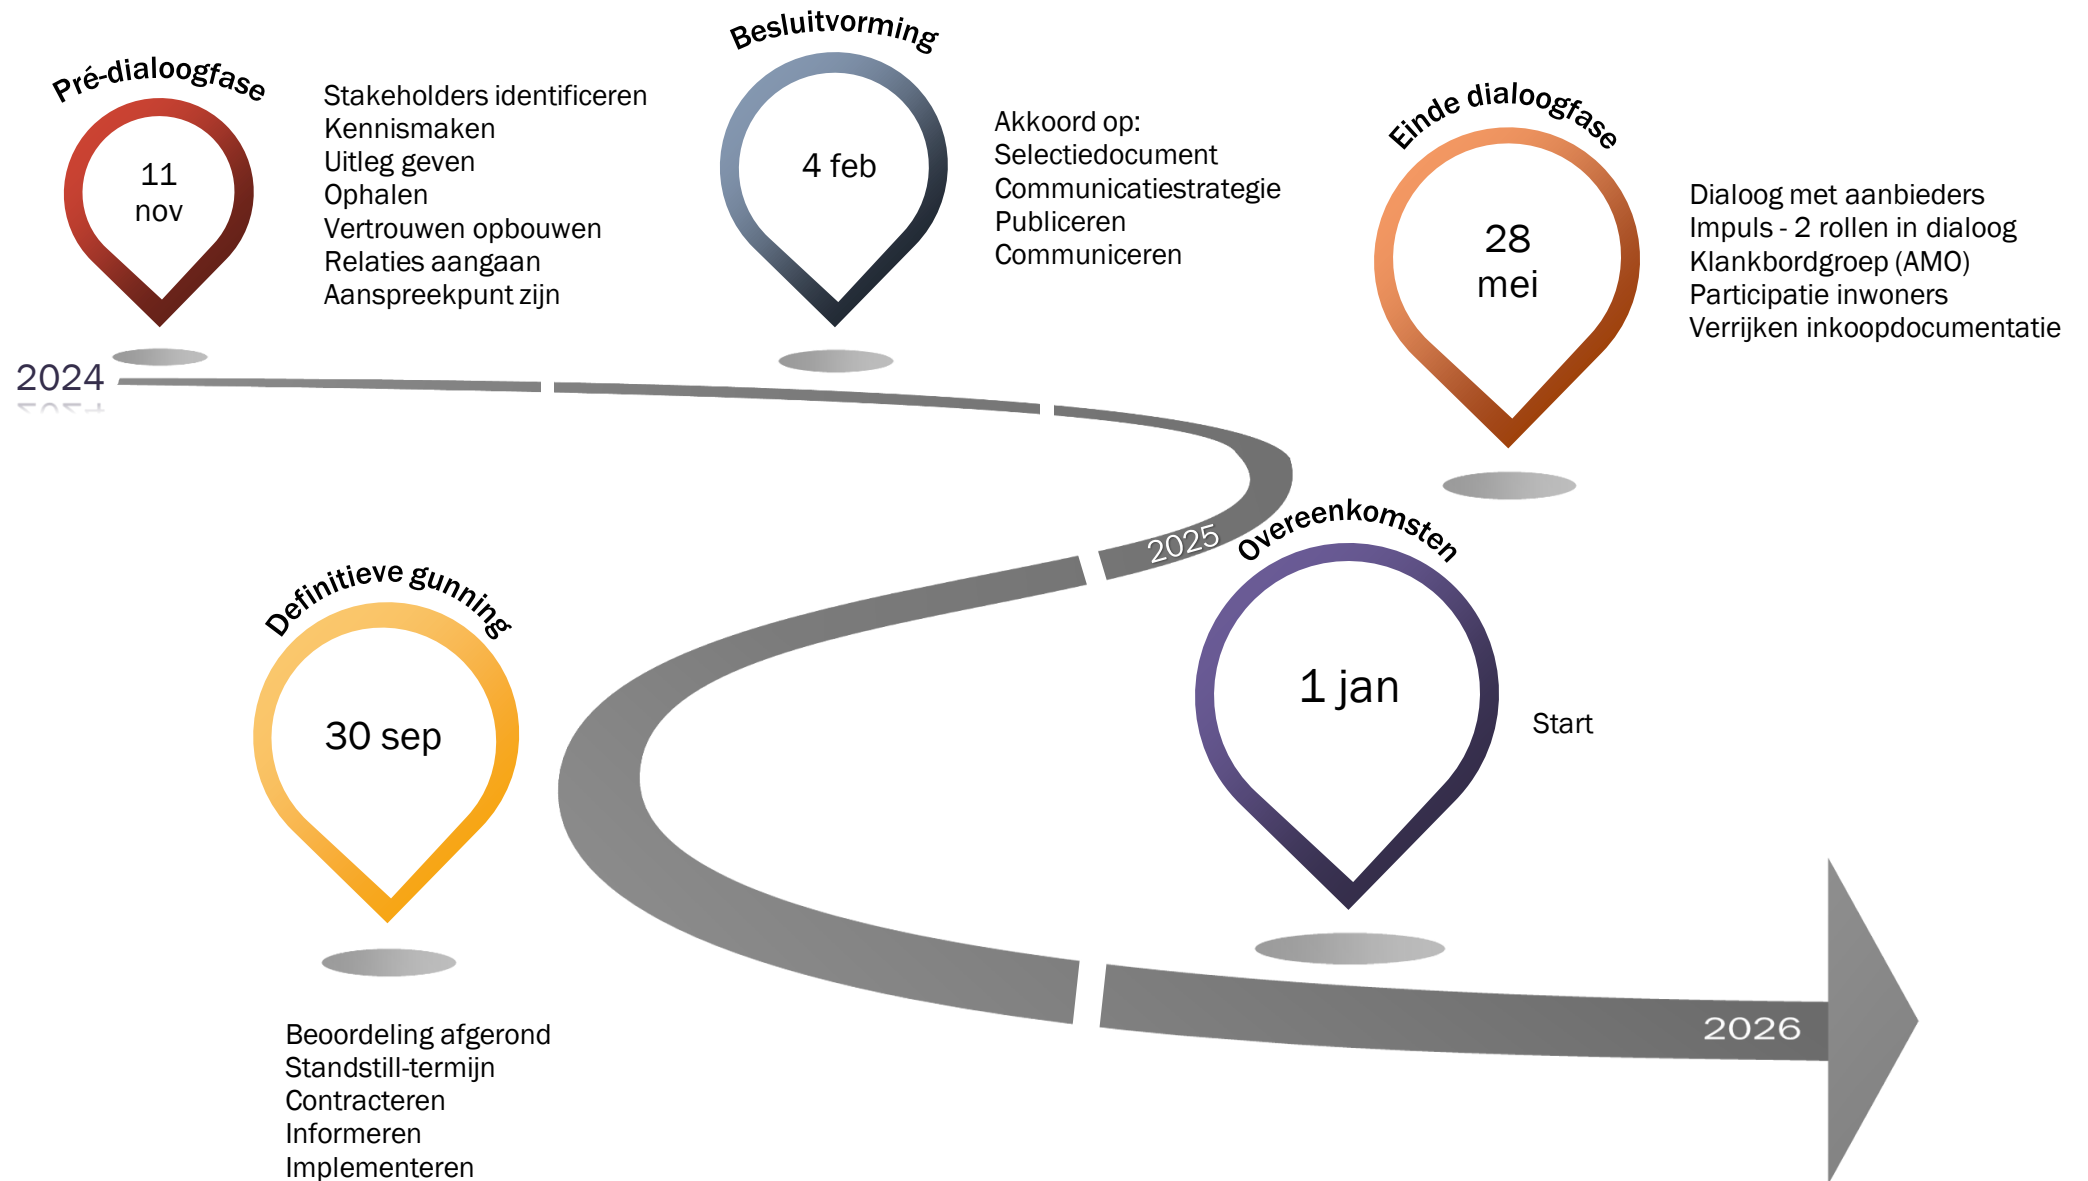 Pré-dialoogfase
11
nov
Stakeholders identificeren
Kennismaken
Uitleg geven
Ophalen
Vertrouwen opbouwen
Relaties aangaan
Aanspreekpunt zijn
Besluitvorming
4 feb
Akkoord op:
Selectiedocument
Communicatiestrategie
Publiceren
Communiceren
Einde dialoogfase
28
mei
Dialoog met aanbieders
Impuls - 2 rollen in dialoog
Klankbordgroep (AMO)
Participatie inwoners
Verrijken inkoopdocumentatie
2024
2025
Definitieve gunning
30 sep
Beoordeling afgerond
Standstill-termijn
Contracteren
Informeren
Implementeren
Overeenkomsten
1 jan
Start
2026